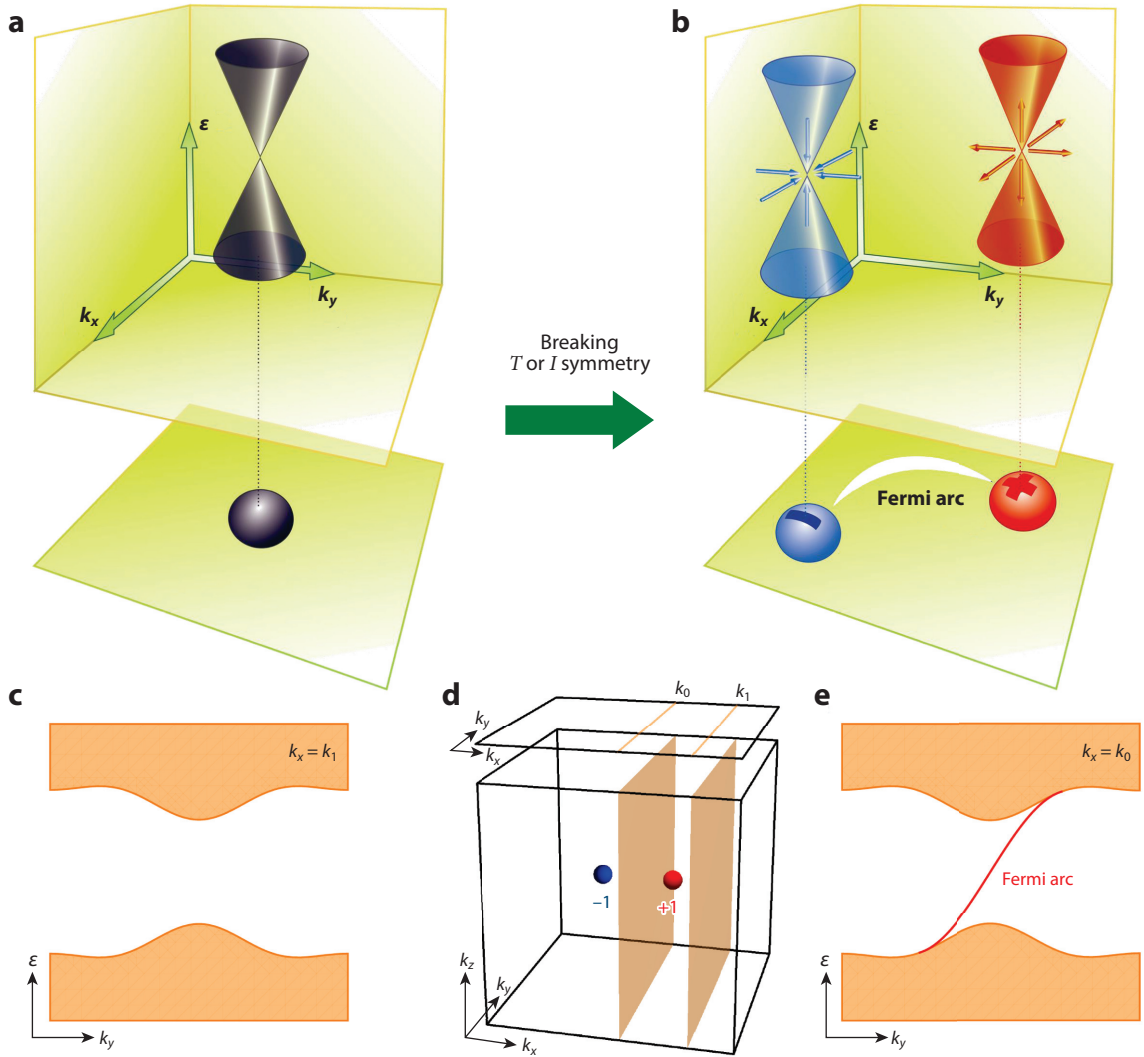 a
ε
k_y
k_x
Breaking
T or I symmetry
b
ε
k_y
k_x
Fermi arc
c
k_x = k_1
ε
k_y
d
k_0
k_1
k_y
k_x
–1
+1
k_z
k_y
k_x
e
k_x = k_0
Fermi arc
ε
k_y